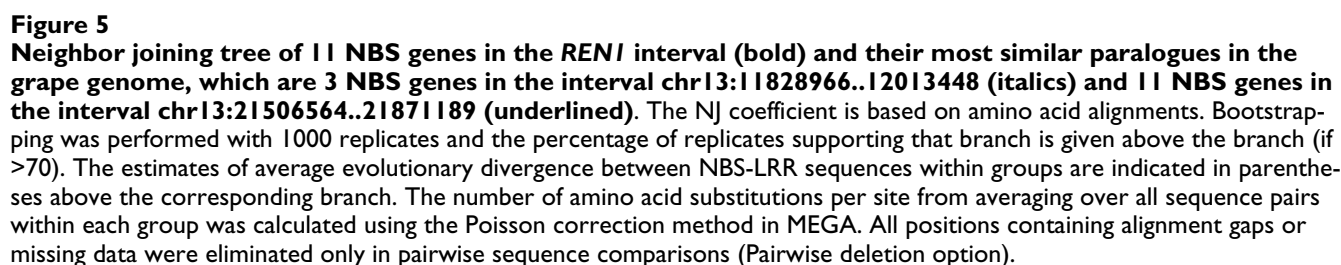 Figure 5
Neighbor joining tree of 11 NBS genes in the REN1 interval (bold) and their most similar paralogues in the
grape genome, which are 3 NBS genes in the interval chr13:11828966..12013448 (italics) and 11 NBS genes in
the interval chr13:21506564..21871189 (underlined). The NJ coefficient is based on amino acid alignments. Bootstrap-
ping was performed with 1000 replicates and the percentage of replicates supporting that branch is given above the branch (if
>70). The estimates of average evolutionary divergence between NBS-LRR sequences within groups are indicated in parenthe-
ses above the corresponding branch. The number of amino acid substitutions per site from averaging over all sequence pairs
within each group was calculated using the Poisson correction method in MEGA. All positions containing alignment gaps or
missing data were eliminated only in pairwise sequence comparisons (Pairwise deletion option).